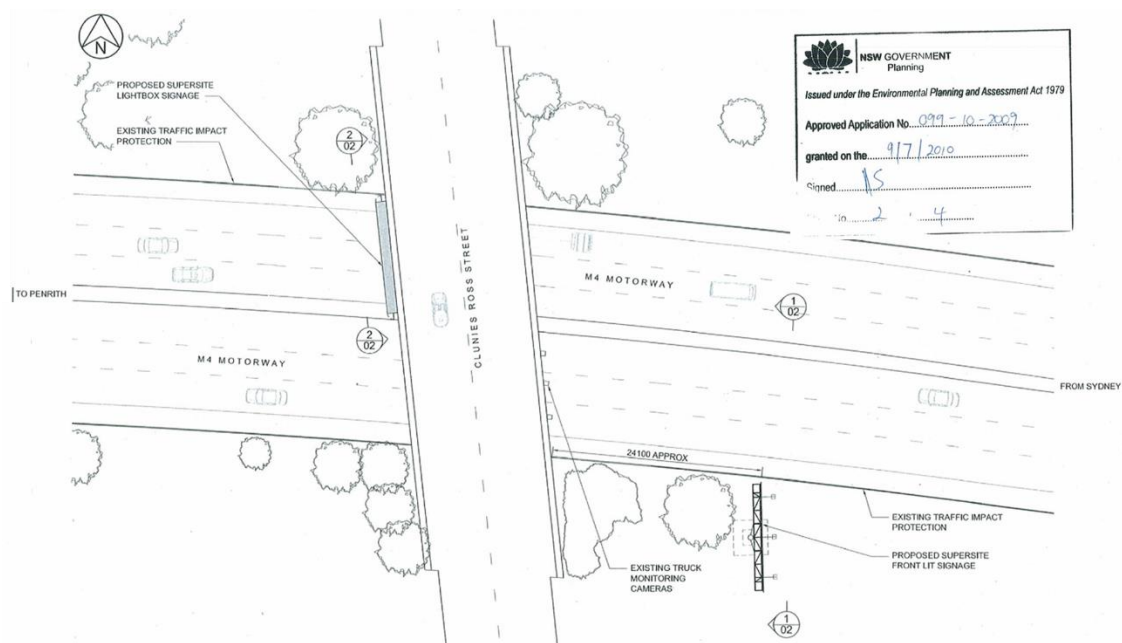 N
PROPOSED SUPERSITE
LIGHTBOX SIGNAGE
EXISTING TRAFFIC IMPACT
PROTECTION
2
02
NSW GOVERNMENT
Planning
Issued under the Environmental Planning and Assessment Act 1979
Approved Application No. 099-10-2009
granted on the 9/7/2010
Signed
2 4
TO PENRITH
2
02
M4 MOTORWAY
CLUNIES ROSS STREET
M4 MOTORWAY
1
02
FROM SYDNEY
24100 APPROX
EXISTING TRAFFIC IMPACT
PROTECTION
PROPOSED SUPERSITE
FRONT LIT SIGNAGE
EXISTING TRUCK
MONITORING
CAMERAS
1
02